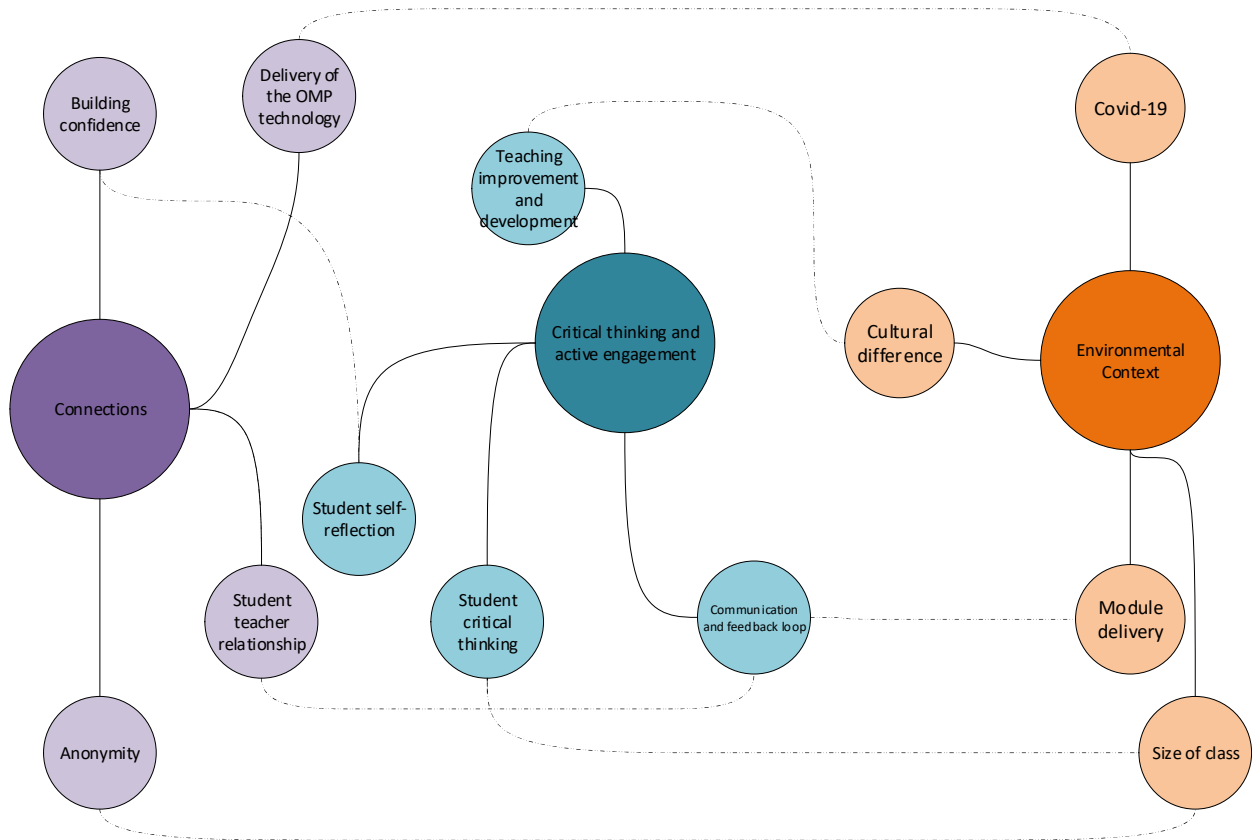 Building
confidence
Delivery of
the OMP
technology
Covid-19
Teaching
improvement
and
development
Critical thinking and
active engagement
Cultural
difference
Environmental
Context
Connections
Student self-
reflection
Student
teacher
relationship
Student
critical
thinking
Communication
and feedback loop
Module
delivery
Anonymity
Size of class